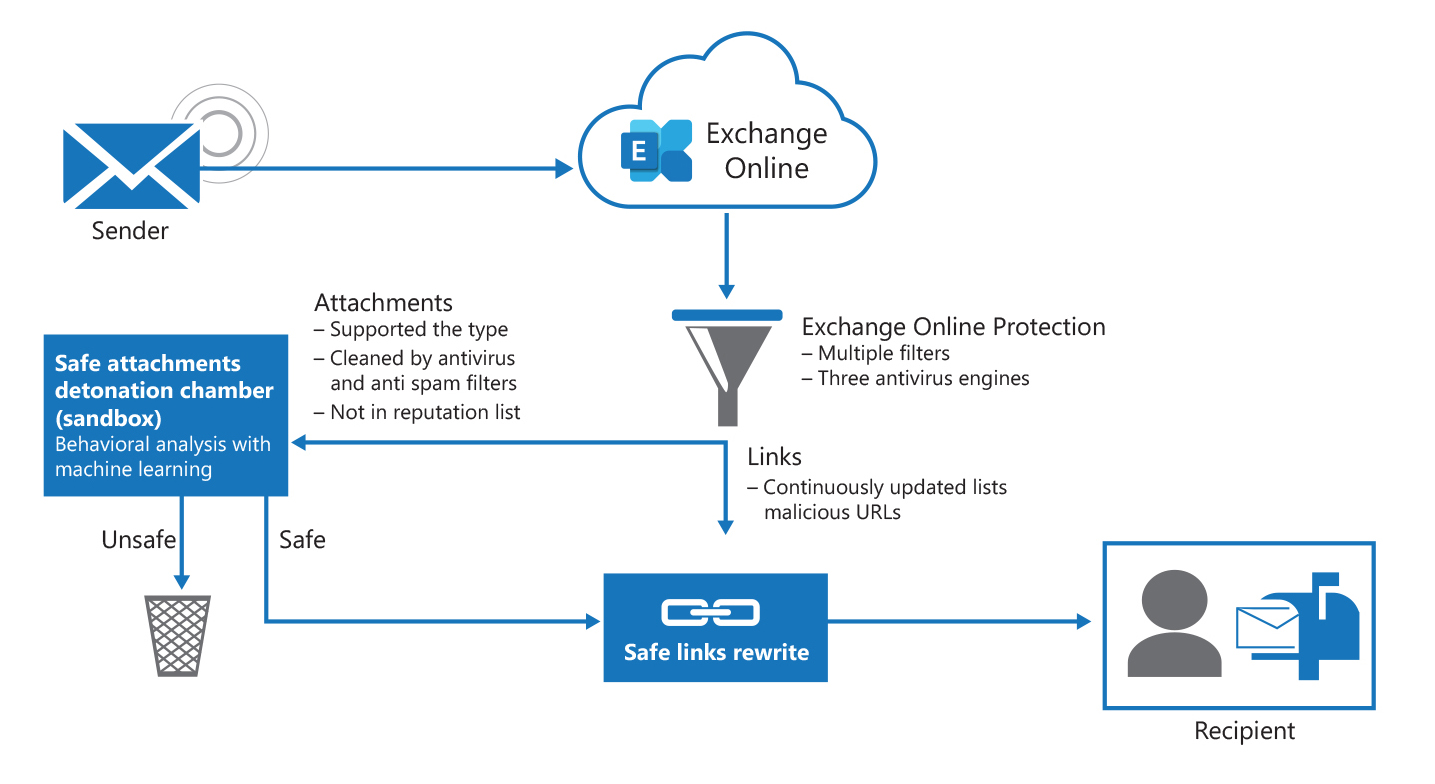 Exchange
Online
E
Sender
Attachments
– Supported the type
– Cleaned by antivirus
and anti spam filters
– Not in reputation list
Exchange Online Protection
– Multiple filters
– Three antivirus engines
Safe attachments
detonation chamber
(sandbox)
Behavioral analysis with
machine learning
Links
– Continuously updated lists
malicious URLs
Unsafe
Safe
Safe links rewrite
Recipient